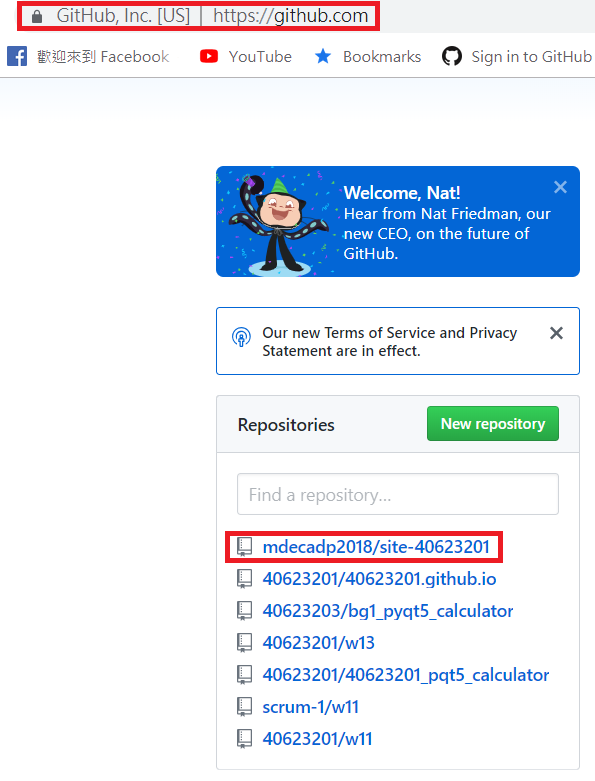 GitHub, Inc. [US] | https://github.com
歡迎來到 Facebook YouTube Bookmarks Sign in to GitHub
Welcome, Nat!
Hear from Nat Friedman, our
new CEO, on the future of
GitHub.
Our new Terms of Service and Privacy
Statement are in effect.
Repositories New repository
Find a repository…
mdecadp2018/site-40623201
40623201/40623201.github.io
40623203/bg1_pyqt5_calculator
40623201/w13
40623201/40623201_pqt5_calculator
scrum-1/w11
40623201/w11